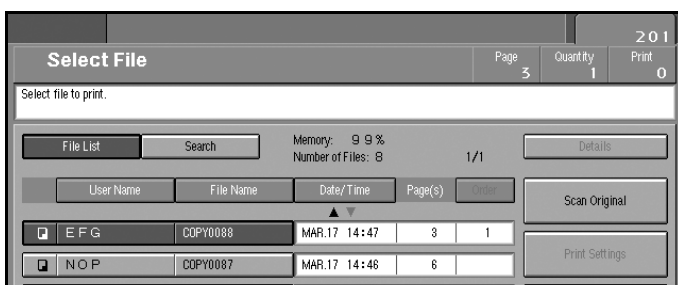 201
Select File
Page 3 Quantity 1 Print 0
Select file to print.
File List Search Memory: 99% Details
Number of Files: 8 1/1
User Name File Name Date/Time Page(s) Order Scan Original
EFG COPY0088 MAR.17 14:47 3 1
Print Settings
NOP COPY0087 MAR.17 14:46 6